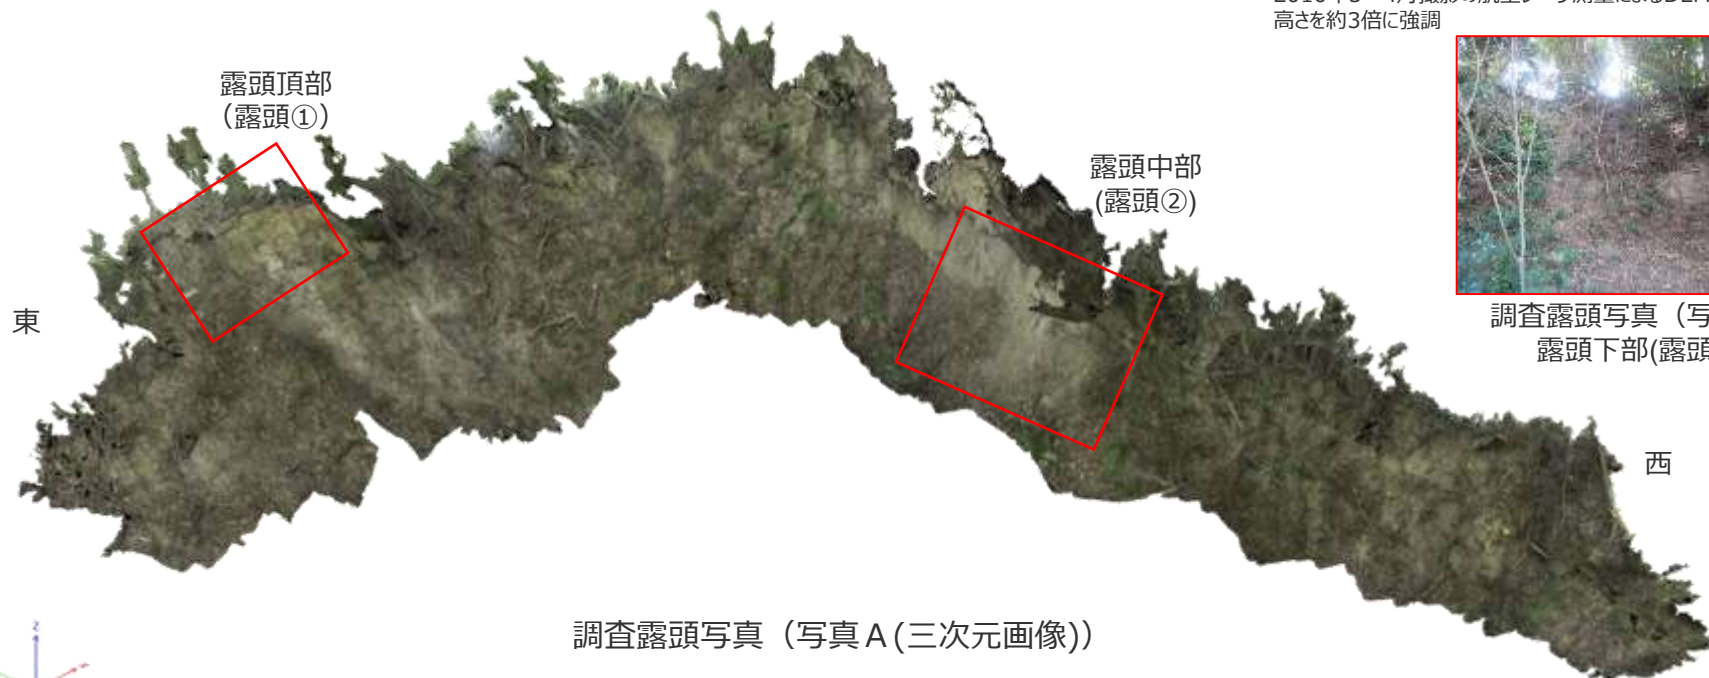 高さを約3倍に強調
露頭頂部
（露頭①）
露頭中部
(露頭②)
東
西
調査露頭写真（写
露頭下部(露頭
調査露頭写真（写真A(三次元画像)）
z